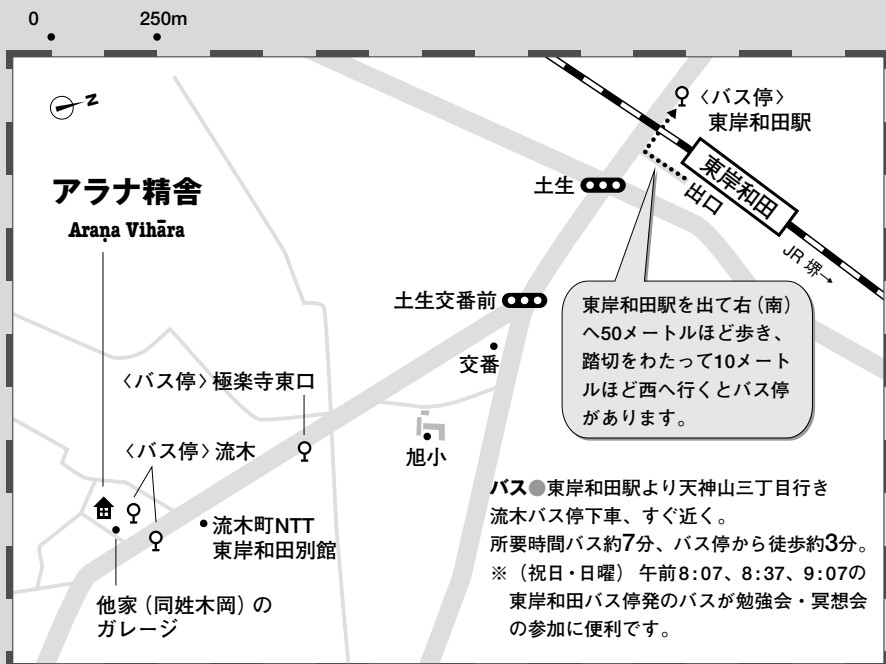 0 250m
N
アラナ精舎
Araṇa Vihāra
〈バス停〉
東岸和田駅
東岸和田
出口
JR 堺→
土生
土生交番前
交番
東岸和田駅を出て右(南)
へ50メートルほど歩き、
踏切をわたって10メート
ルほど西へ行くとバス停
があります。
〈バス停〉極楽寺東口
〈バス停〉流木
旭小
流木町NTT
東岸和田別館
他家(同姓木岡)の
ガレージ
バス●東岸和田駅より天神山三丁目行き
流木バス停下車、すぐ近く。
所要時間バス約7分、バス停から徒歩約3分。
※(祝日・日曜) 午前8:07、8:37、9:07の
東岸和田バス停発のバスが勉強会・冥想会
の参加に便利です。